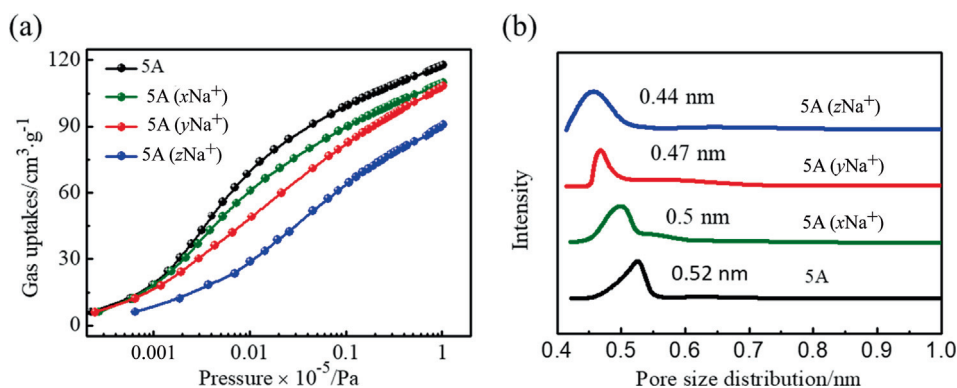 (a)
120
90
60
30
0
Gas uptakes/cm³·g⁻¹
5A
5A (xNa⁺)
5A (yNa⁺)
5A (zNa⁺)
0.001 0.01 0.1 1
Pressure × 10⁻⁵/Pa
(b)
Intensity
0.44 nm 5A (zNa⁺)
0.47 nm 5A (yNa⁺)
0.5 nm 5A (xNa⁺)
0.52 nm 5A
0.4 0.5 0.6 0.7 0.8 0.9 1.0
Pore size distribution/nm